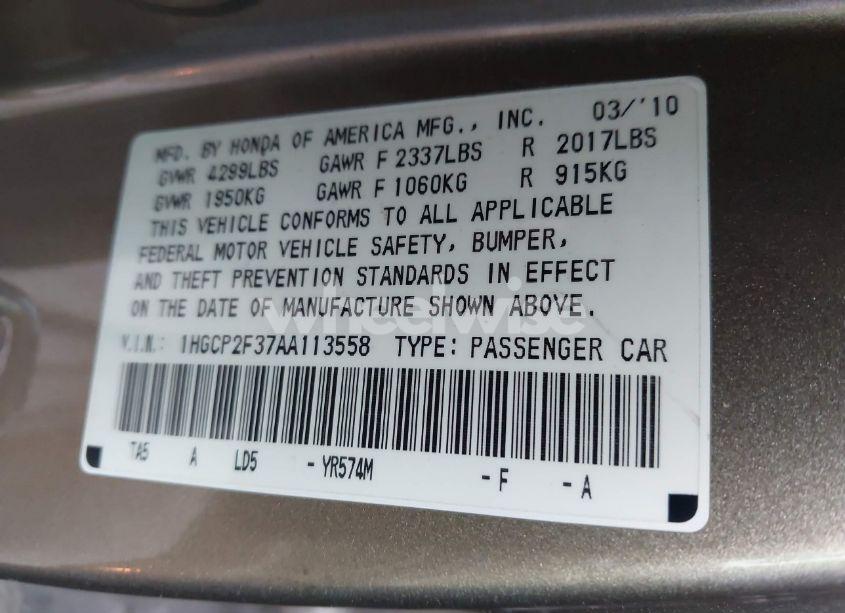 MFD. BY HONDA OF AMERICA MFG., INC. 03/'10
GVWR 4299LBS GAWR F 2337LBS R 2017LBS
GVWR 1950KG GAWR F 1060KG R 915KG
THIS VEHICLE CONFORMS TO ALL APPLICABLE
FEDERAL MOTOR VEHICLE SAFETY, BUMPER,
AND THEFT PREVENTION STANDARDS IN EFFECT
ON THE DATE OF MANUFACTURE SHOWN ABOVE.
wheelwise
V.I.N.: 1HGCP2F37AA113558 TYPE: PASSENGER CAR
TA5 A LD5 -YR574M -F -A